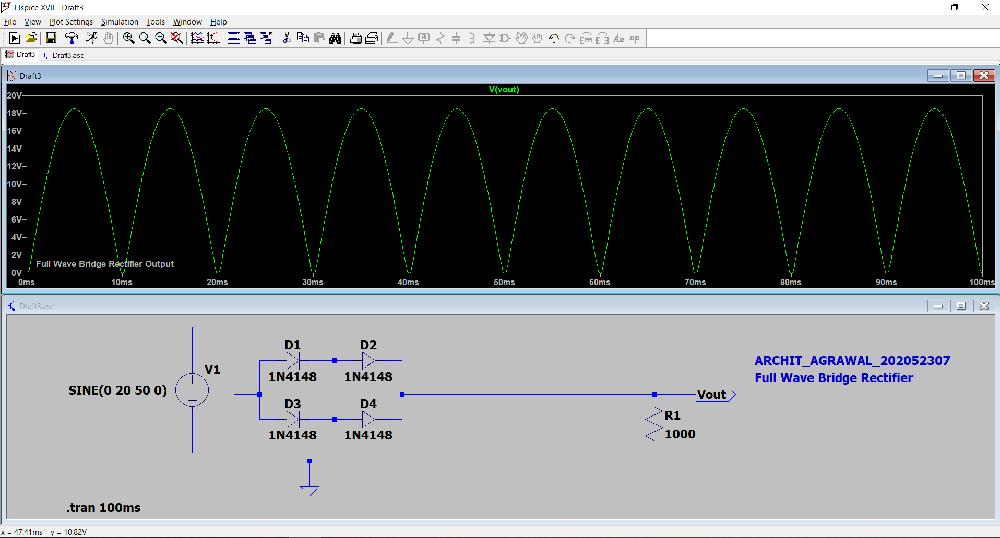 LTspice XVII - Draft3
File View Plot Settings Simulation Tools Window Help
Draft3 Draft3.asc
Draft3
V(vout)
20V
18V
16V
14V
12V
10V
8V
6V
4V
2V
0V
Full Wave Bridge Rectifier Output
0ms 10ms 20ms 30ms 40ms 50ms 60ms 70ms 80ms 90ms 100ms
Draft3.asc
D1 D2
V1
1N4148 1N4148
SINE(0 20 50 0)
D3 D4
1N4148 1N4148
ARCHIT_AGRAWAL_202052307
Full Wave Bridge Rectifier
Vout
R1
1000
.tran 100ms
x = 47.41ms y = 10.82V